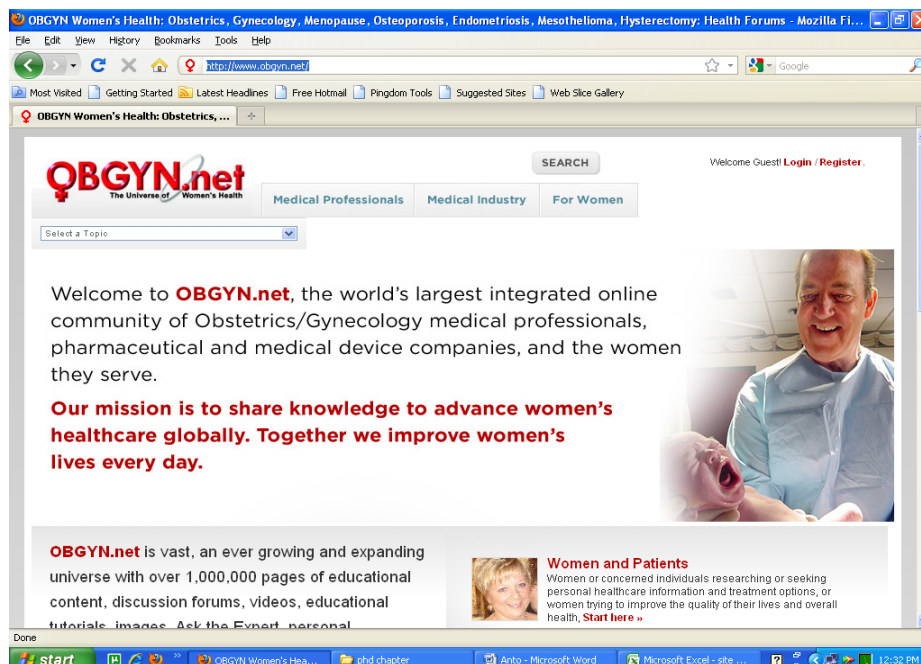 OBGYN Women's Health: Obstetrics, Gynecology, Menopause, Osteoporosis, Endometriosis, Mesothelioma, Hysterectomy: Health Forums - Mozilla Fi...
File Edit View History Bookmarks Tools Help
http://www.obgyn.net/ Google
Most Visited Getting Started Latest Headlines Free Hotmail Pingdom Tools Suggested Sites Web Slice Gallery
OBGYN Women's Health: Obstetrics, ...
SEARCH Welcome Guest! Login / Register.
OBGYN.net
The Universe of Women's Health
Medical Professionals Medical Industry For Women
Select a Topic
Welcome to OBGYN.net, the world's largest integrated online
community of Obstetrics/Gynecology medical professionals,
pharmaceutical and medical device companies, and the women
they serve.
Our mission is to share knowledge to advance women's
healthcare globally. Together we improve women's
lives every day.
OBGYN.net is vast, an ever growing and expanding
universe with over 1,000,000 pages of educational
content, discussion forums, videos, educational
tutorials, images, Ask the Expert, personal
Women and Patients
Women or concerned individuals researching or seeking
personal healthcare information and treatment options, or
women trying to improve the quality of their lives and overall
health, Start here »
Done
start OBGYN Women's Hea... phd chapter Anto - Microsoft Word Microsoft Excel - site ... 12:32 PM